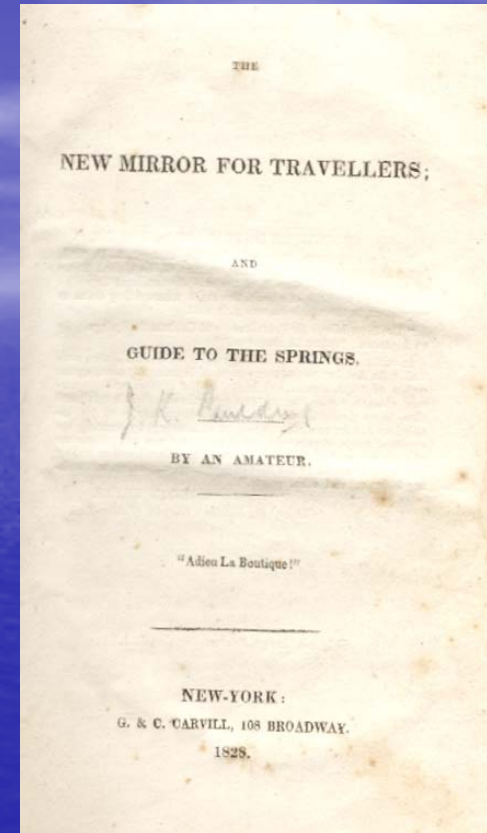 THE
NEW MIRROR FOR TRAVELLERS;
AND
GUIDE TO THE SPRINGS.
J. K. Paulding
BY AN AMATEUR.
"Adieu La Boutique!"
NEW-YORK:
G. & C. CARVILL, 108 BROADWAY.
1828.